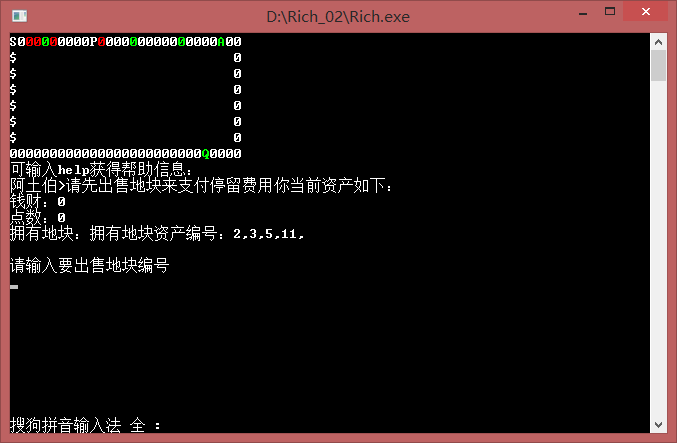 D:\Rich_02\Rich.exe
S000000000P000000000000000A00
$ 0
$ 0
$ 0
$ 0
$ 0
$ 0
000000000000000000000000Q0000
可输入help获得帮助信息:
阿土伯>请先出售地块来支付停留费用你当前资产如下:
钱财: 0
点数: 0
拥有地块: 拥有地块资产编号: 2,3,5,11,
请输入要出售地块编号
搜狗拼音输入法 全 :